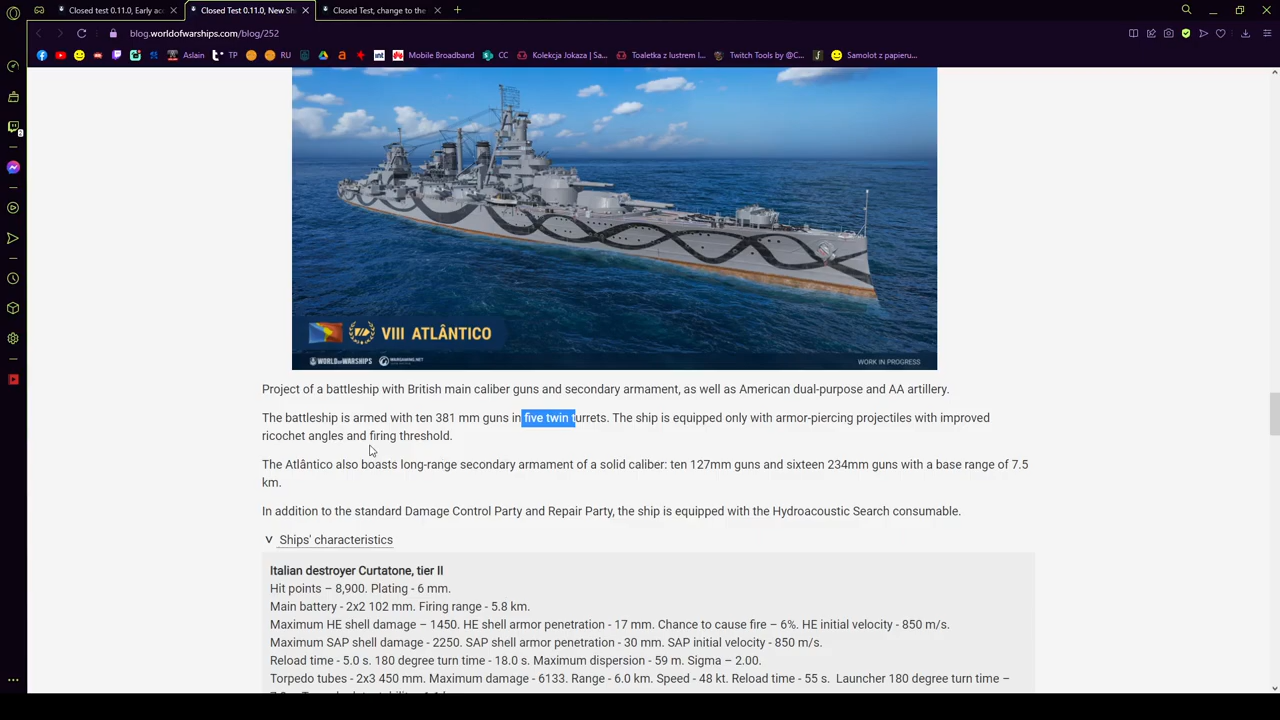 Closed test 0.11.0, Early ac
Closed Test 0.11.0, New Sh
Closed Test, change to the
blog.worldofwarships.com/blog/252
TP
RU
Aslain
Mobile Broadband
CC
Kolekcja Jokaza | Sa...
Toaletka z lustrem I...
Twitch Tools by @C...
Samolot z papieru...
VIII ATLÂNTICO
WORLD OF WARSHIPS
WARGAMING.NET
WORK IN PROGRESS
Project of a battleship with British main caliber guns and secondary armament, as well as American dual-purpose and AA artillery.
The battleship is armed with ten 381 mm guns in five twin turrets. The ship is equipped only with armor-piercing projectiles with improved
ricochet angles and firing threshold.
The Atlântico also boasts long-range secondary armament of a solid caliber: ten 127mm guns and sixteen 234mm guns with a base range of 7.5
km.
In addition to the standard Damage Control Party and Repair Party, the ship is equipped with the Hydroacoustic Search consumable.
Ships' characteristics
Italian destroyer Curtatone, tier II
Hit points – 8,900. Plating - 6 mm.
Main battery - 2x2 102 mm. Firing range - 5.8 km.
Maximum HE shell damage – 1450. HE shell armor penetration - 17 mm. Chance to cause fire – 6%. HE initial velocity - 850 m/s.
Maximum SAP shell damage - 2250. SAP shell armor penetration - 30 mm. SAP initial velocity - 850 m/s.
Reload time - 5.0 s. 180 degree turn time - 18.0 s. Maximum dispersion - 59 m. Sigma – 2.00.
Torpedo tubes - 2x3 450 mm. Maximum damage - 6133. Range - 6.0 km. Speed - 48 kt. Reload time - 55 s. Launcher 180 degree turn time –